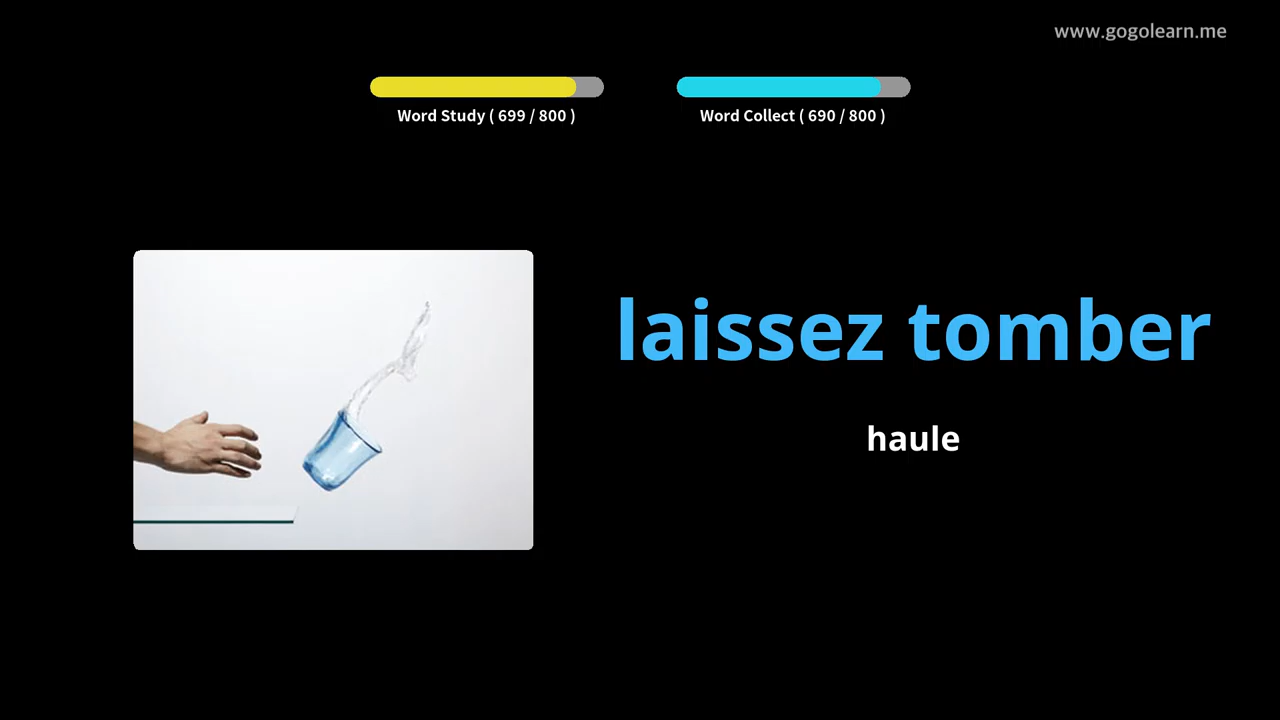 www.gogolearn.me
Word Study ( 699 / 800 )
Word Collect ( 690 / 800 )
laissez tomber
haule